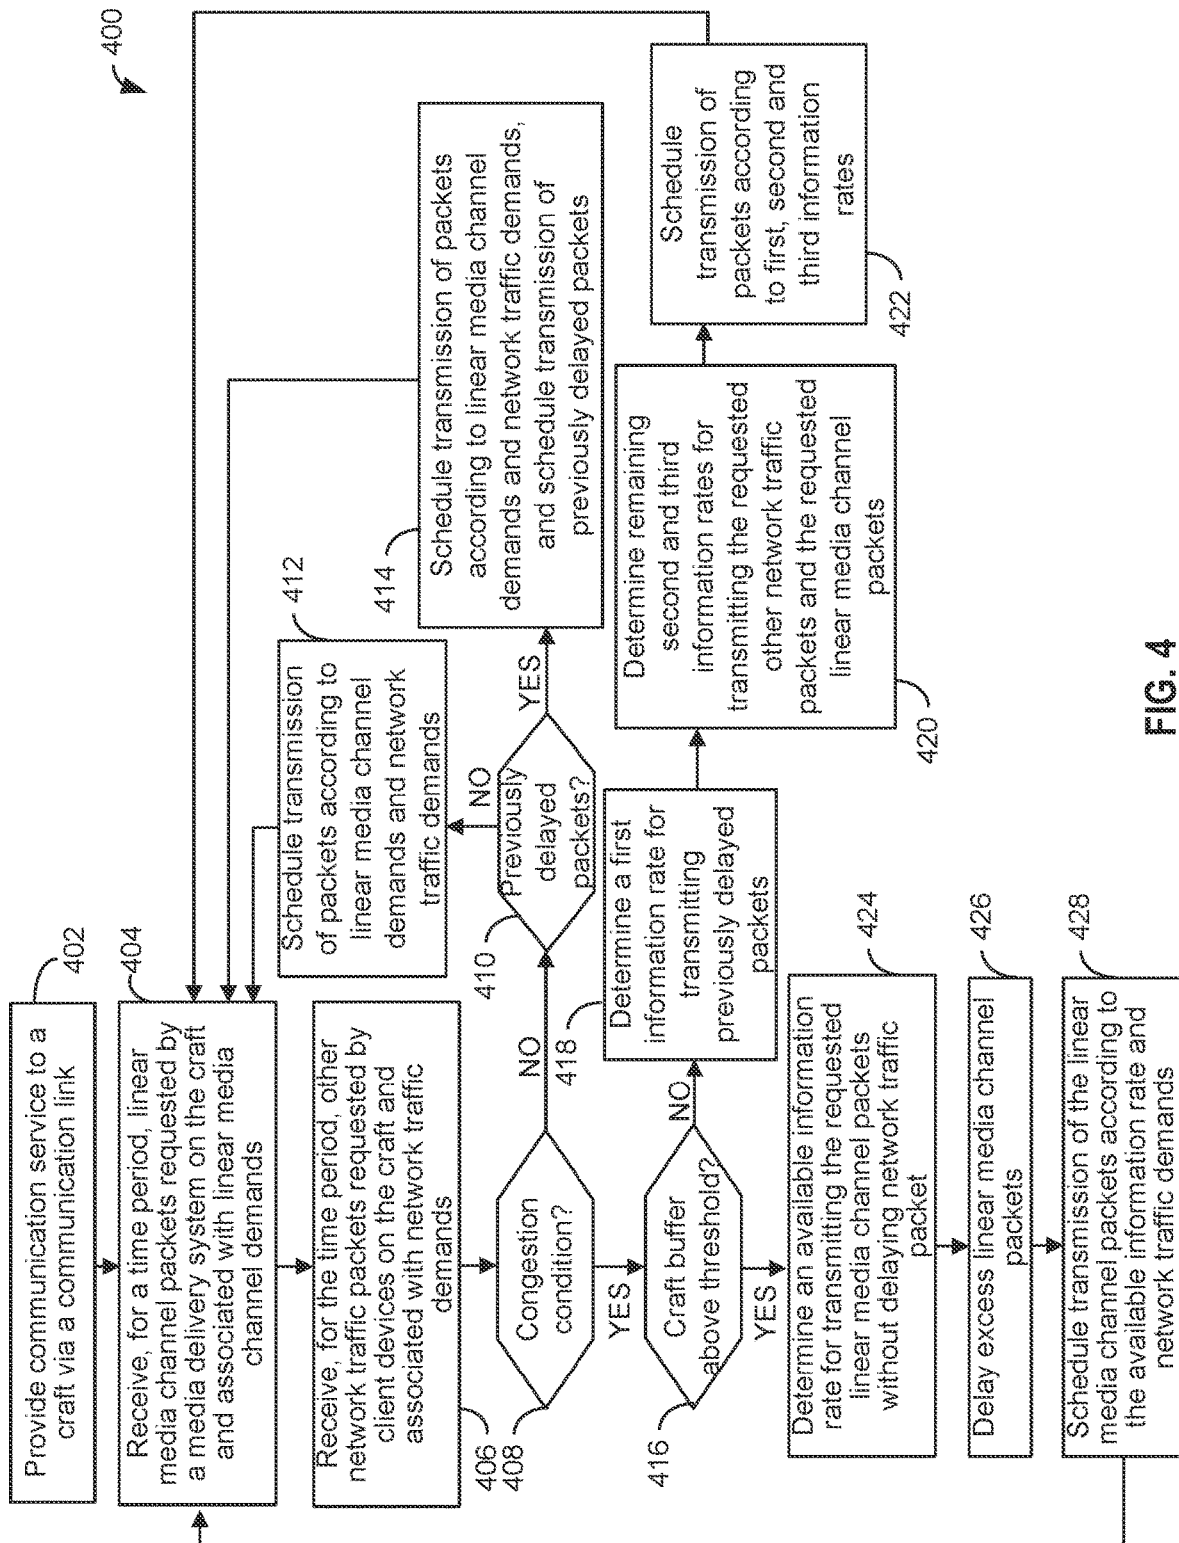 400
Provide communication service to a
craft via a communication link
402
Receive, for a time period, linear
media channel packets requested by
a media delivery system on the craft
and associated with linear media
channel demands
404
Receive, for the time period, other
network traffic packets requested by
client devices on the craft and
associated with network traffic
demands
406
Congestion
condition?
408
NO
YES
Previously
delayed
packets?
410
NO
YES
Schedule transmission
of packets according to
linear media channel
demands and network
traffic demands
412
Schedule transmission of packets
according to linear media channel
demands and network traffic demands,
and schedule transmission of
previously delayed packets
414
Craft buffer
above threshold?
416
NO
YES
Determine a first
information rate for
transmitting
previously delayed
packets
418
Determine remaining
second and third
information rates for
transmitting the requested
other network traffic
packets and the requested
linear media channel
packets
420
Schedule
transmission of
packets according
to first, second and
third information
rates
422
Determine an available information
rate for transmitting the requested
linear media channel packets
without delaying network traffic
packet
424
Delay excess linear media channel
packets
426
Schedule transmission of the linear
media channel packets according to
the available information rate and
network traffic demands
428
FIG. 4